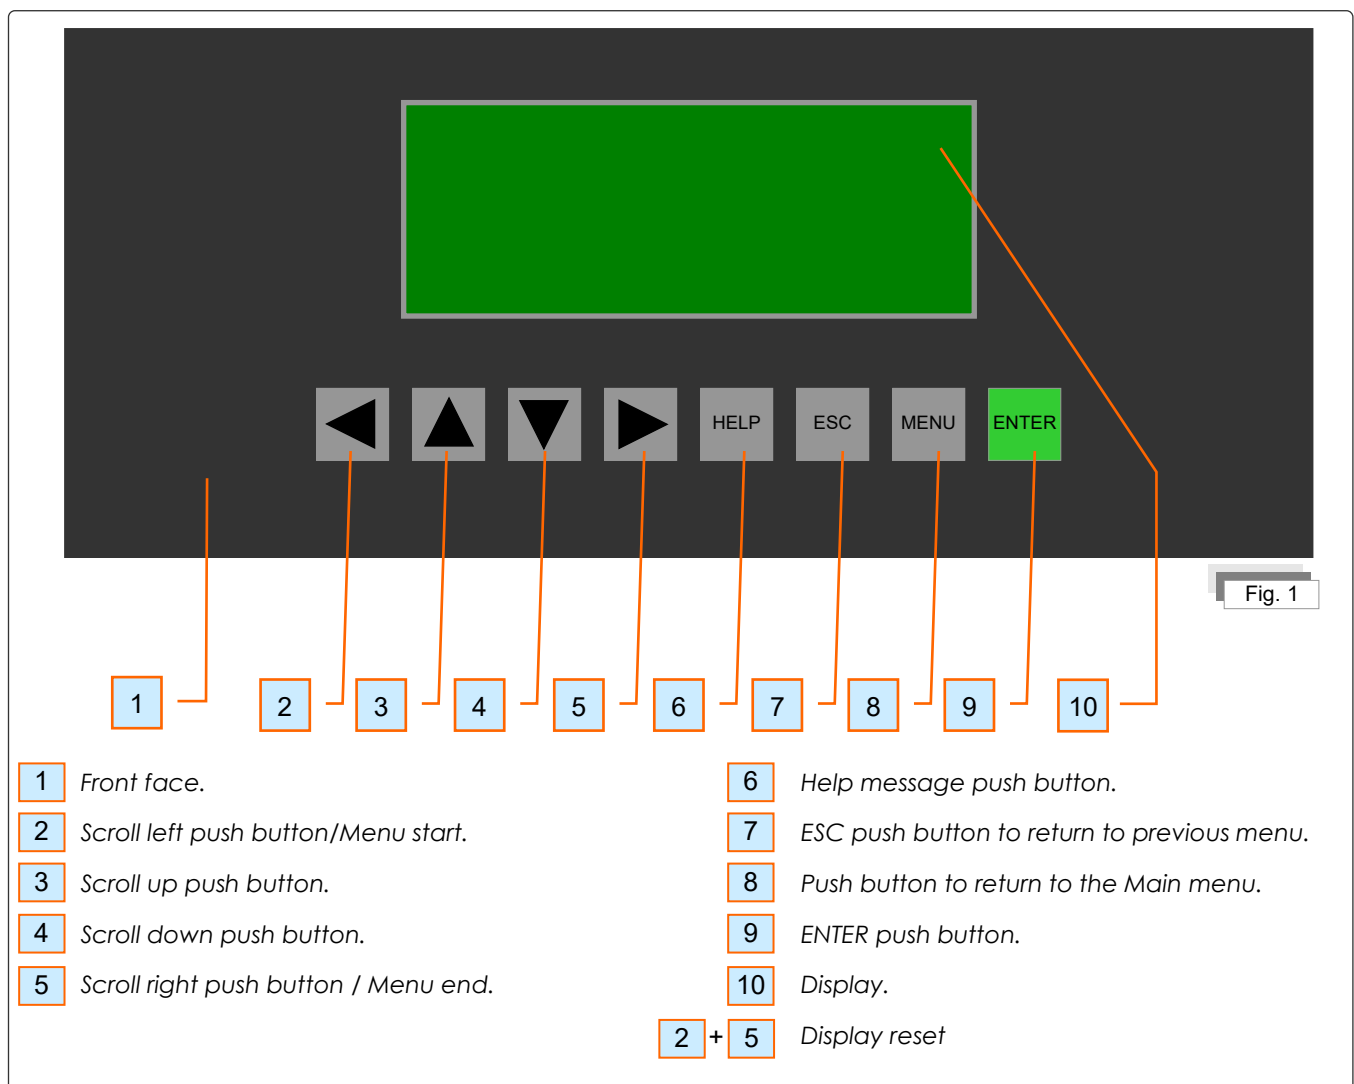 HELP ESC MENU ENTER
Fig. 1
1 2 3 4 5 6 7 8 9 10
1 Front face.
2 Scroll left push button/Menu start.
3 Scroll up push button.
4 Scroll down push button.
5 Scroll right push button / Menu end.
6 Help message push button.
7 ESC push button to return to previous menu.
8 Push button to return to the Main menu.
9 ENTER push button.
10 Display.
2 + 5 Display reset